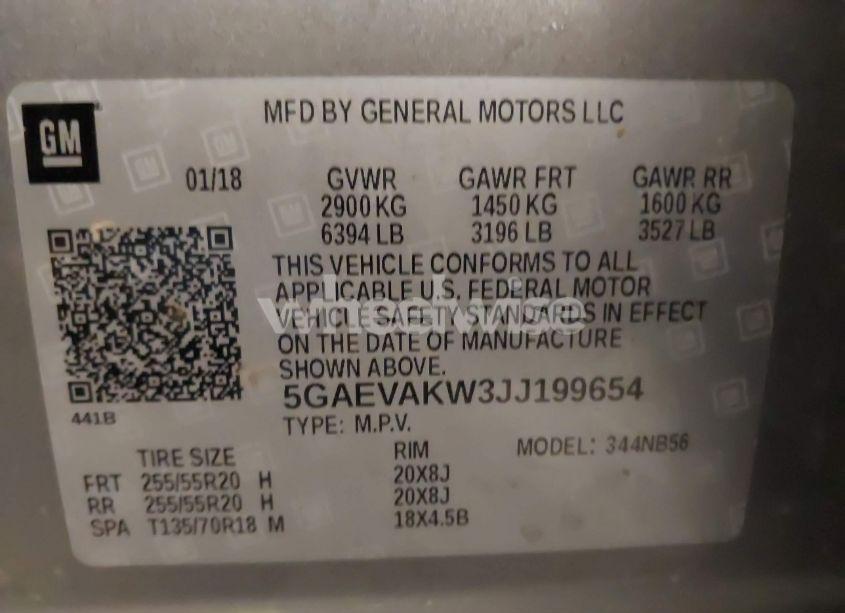 GM
MFD BY GENERAL MOTORS LLC
01/18 GVWR GAWR FRT GAWR RR
2900 KG 1450 KG 1600 KG
6394 LB 3196 LB 3527 LB
THIS VEHICLE CONFORMS TO ALL
APPLICABLE U.S. FEDERAL MOTOR
VEHICLE SAFETY STANDARDS IN EFFECT
ON THE DATE OF MANUFACTURE
SHOWN ABOVE.
wheelwise
5GAEVAKW3JJ199654
441B
TYPE: M.P.V.
TIRE SIZE RIM MODEL: 344NB56
FRT 255/55R20 H 20X8J
RR 255/55R20 H 20X8J
SPA T135/70R18 M 18X4.5B